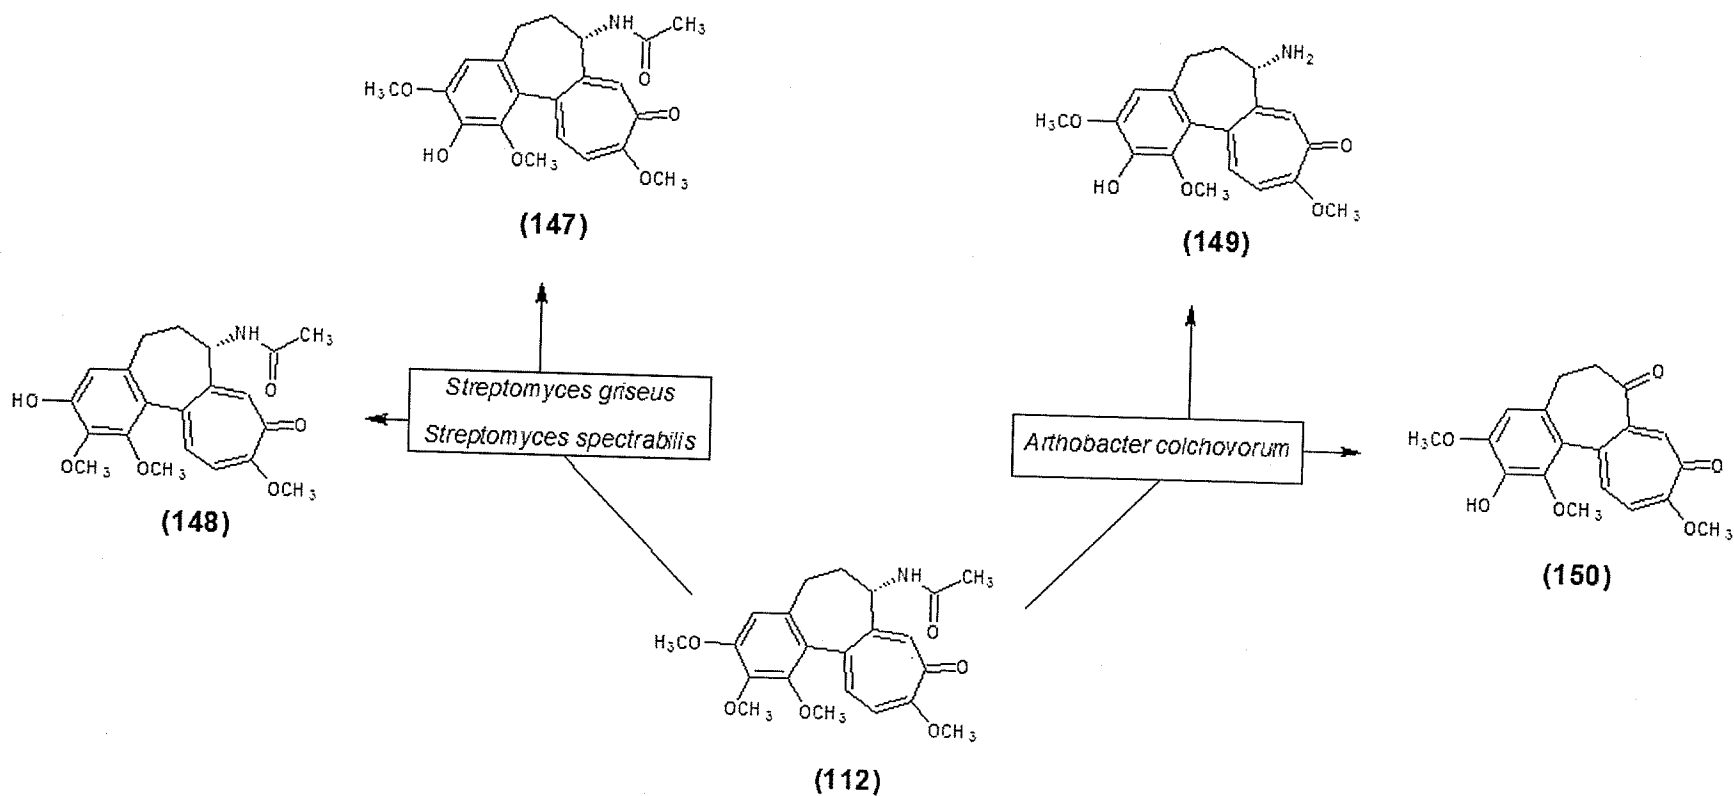 NH CH3
O
H3CO
O
HO OCH3
OCH3
(147)
NH2
H3CO
O
HO OCH3
OCH3
(149)
NH CH3
O
HO
O
OCH3 OCH3
OCH3
(148)
Streptomyces griseus
Streptomyces spectrabilis
Arthobacter colchovorum
O
H3CO
O
HO OCH3
OCH3
(150)
NH CH3
O
H3CO
O
OCH3 OCH3
OCH3
(112)